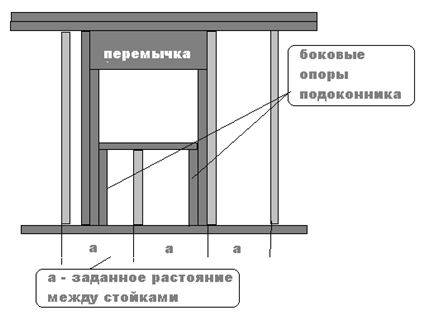 перемычка
боковые
опоры
подоконника
а
а
а
а - заданное растояние
между стойками